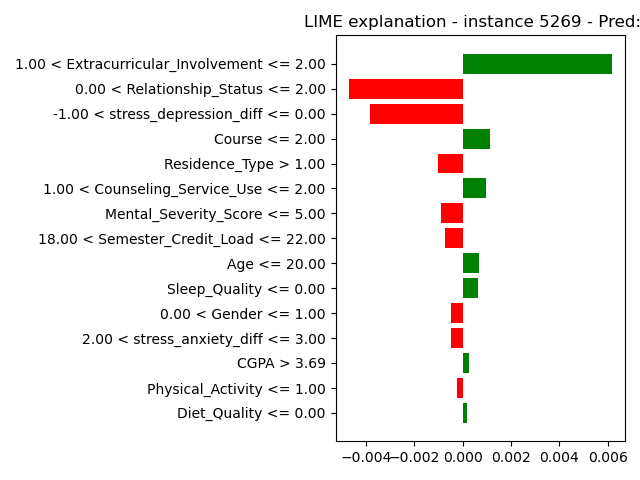 LIME explanation - instance 5269 - Pred:
1.00 < Extracurricular_Involvement <= 2.00
0.00 < Relationship_Status <= 2.00
-1.00 < stress_depression_diff <= 0.00
Course <= 2.00
Residence_Type > 1.00
1.00 < Counseling_Service_Use <= 2.00
Mental_Severity_Score <= 5.00
18.00 < Semester_Credit_Load <= 22.00
Age <= 20.00
Sleep_Quality <= 0.00
0.00 < Gender <= 1.00
2.00 < stress_anxiety_diff <= 3.00
CGPA > 3.69
Physical_Activity <= 1.00
Diet_Quality <= 0.00
−0.004 −0.002 0.000 0.002 0.004 0.006